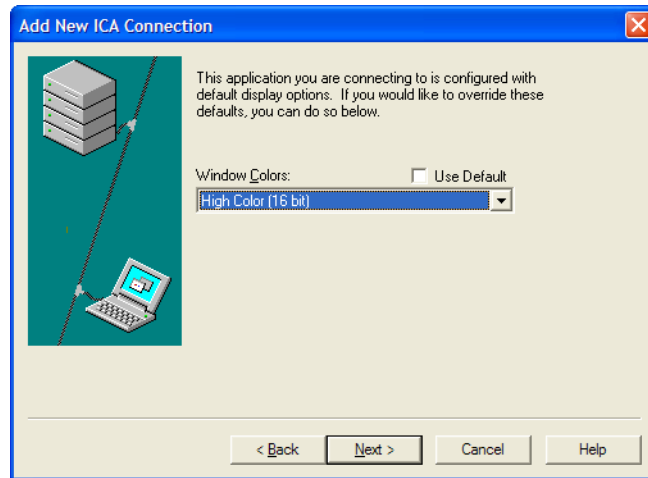 Add New ICA Connection
This application you are connecting to is configured with
default display options. If you would like to override these
defaults, you can do so below.
Window Colors:
Use Default
High Color (16 bit)
< Back
Next >
Cancel
Help